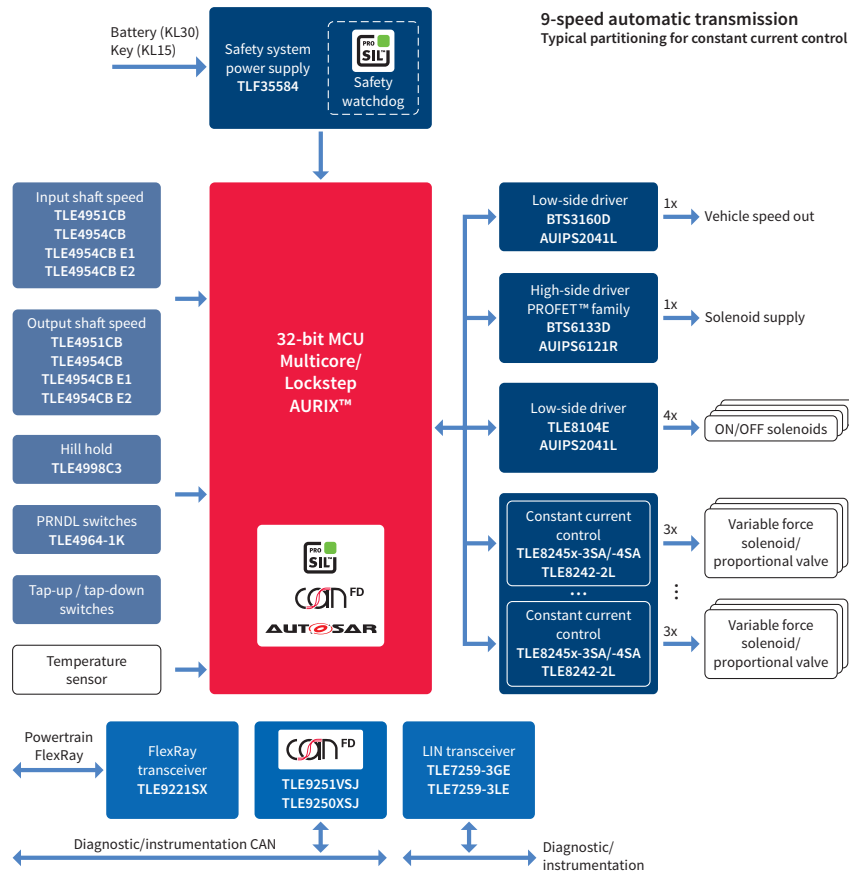 9-speed automatic transmission
Typical partitioning for constant current control
Battery (KL30)
Key (KL15)
Safety system
power supply
TLF35584
PRO
SIL™
Safety
watchdog
Input shaft speed
TLE4951CB
TLE4954CB
TLE4954CB E1
TLE4954CB E2
Output shaft speed
TLE4951CB
TLE4954CB
TLE4954CB E1
TLE4954CB E2
Hill hold
TLE4998C3
PRNDL switches
TLE4964-1K
Tap-up / tap-down
switches
Temperature
sensor
32-bit MCU
Multicore/
Lockstep
AURIX™
PRO
SIL™
CAN FD
AUTOSAR
Low-side driver
BTS3160D
AUIPS2041L
1x
Vehicle speed out
High-side driver
PROFET™ family
BTS6133D
AUIPS6121R
1x
Solenoid supply
Low-side driver
TLE8104E
AUIPS2041L
4x
ON/OFF solenoids
Constant current
control
TLE8245x-3SA/-4SA
TLE8242-2L
3x
Variable force
solenoid/
proportional valve
...
⋮
Constant current
control
TLE8245x-3SA/-4SA
TLE8242-2L
3x
Variable force
solenoid/
proportional valve
Powertrain
FlexRay
FlexRay
transceiver
TLE9221SX
CAN FD
TLE9251VSJ
TLE9250XSJ
LIN transceiver
TLE7259-3GE
TLE7259-3LE
Diagnostic/instrumentation CAN
Diagnostic/
instrumentation